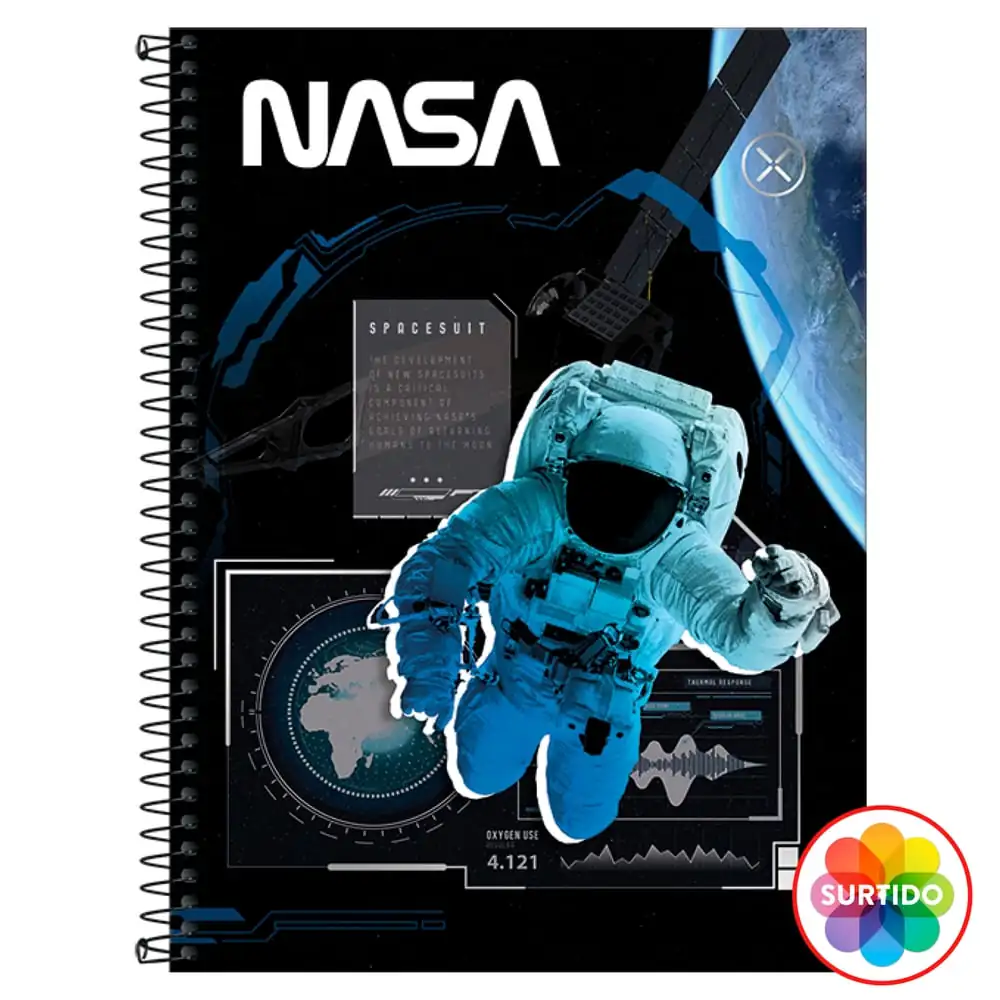 NASA
SPACESUIT
THE DEVELOPMENT
OF NEW SPACESUITS
IS A CRITICAL
COMPONENT OF
ACHIEVING NASA'S
GOALS OF RETURNING
HUMANS TO THE MOON
THERMAL RESPONSE
OXYGEN USE
REGULAR
4.121
SURTIDO